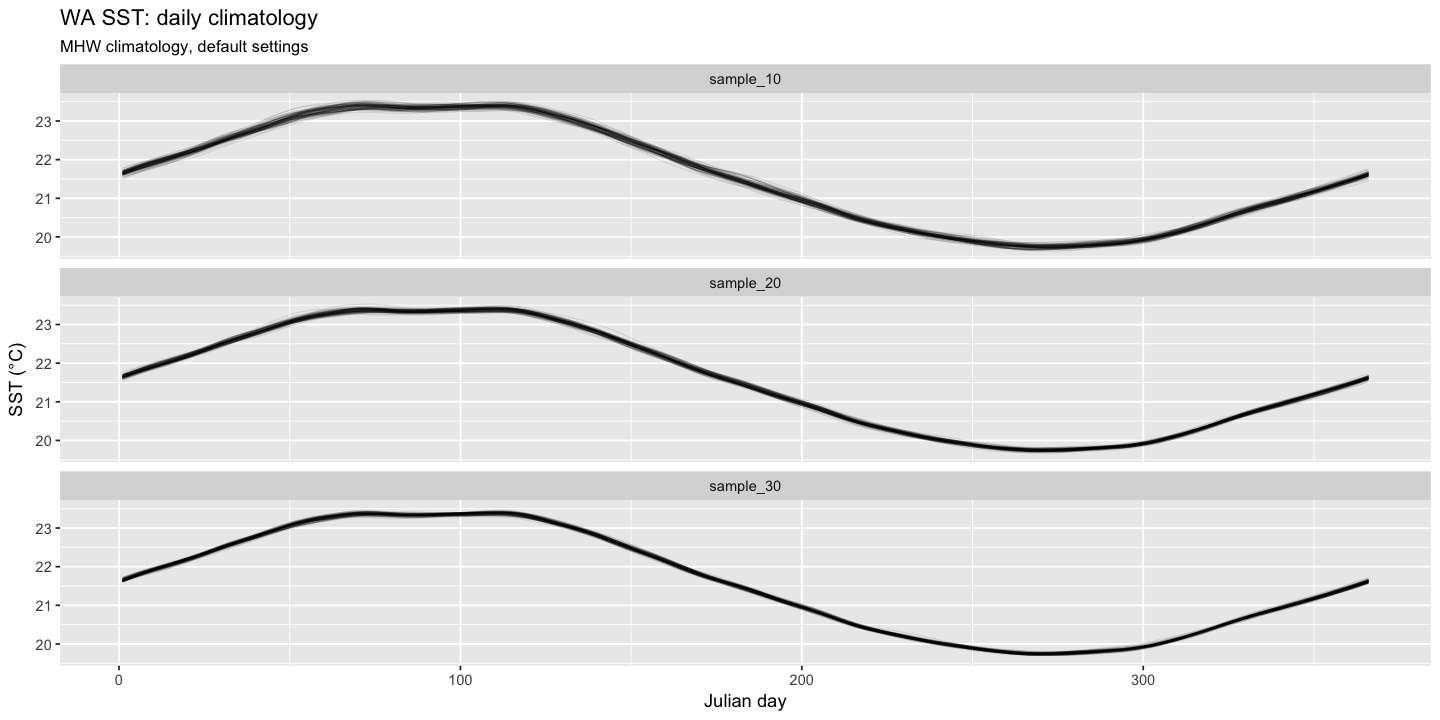 WA SST: daily climatology
MHW climatology, default settings
sample_10
23
22
21
20
sample_20
23
22
21
20
sample_30
23
22
21
20
SST (°C)
0 100 200 300
Julian day